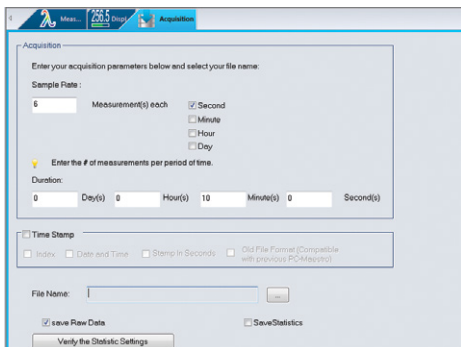 λ Meas... 256.5 Displ Acquisition
Acquisition
Enter your acquisition parameters below and select your file name:
Sample Rate :
6 Measurement(s) each Second
Minute
Hour
Day
Enter the # of measurements per period of time.
Duration:
0 Day(s) 0 Hour(s) 10 Minute(s) 0 Second(s)
Time Stamp
Index Date and Time Stamp in Seconds Old File Format (Compatible
with previous PC-Maestro)
File Name: ...
save Raw Data SaveStatistics
Verify the Statistic Settings